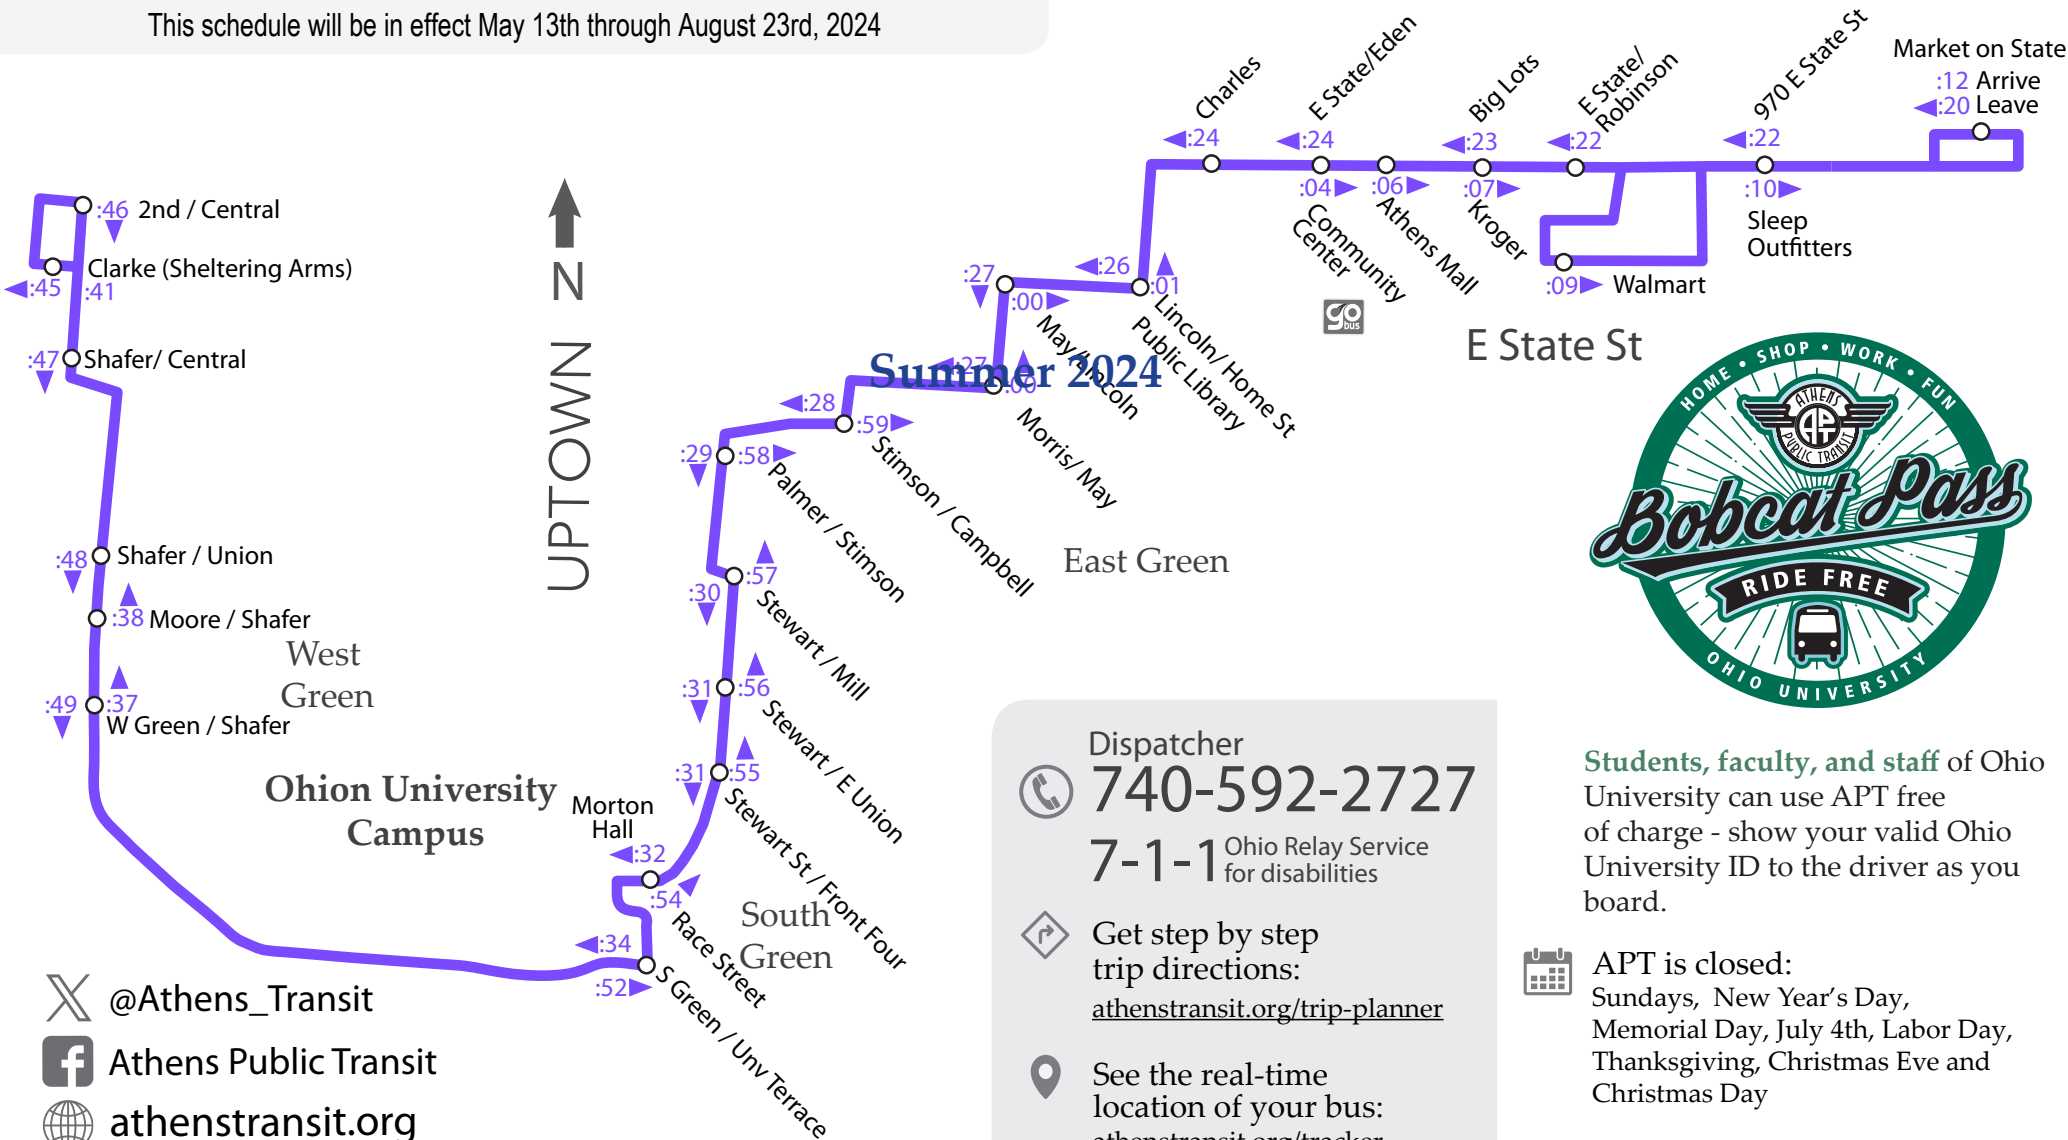 This schedule will be in effect May 13th through August 23rd, 2024
Market on State
:12 Arrive
:20 Leave
970 E State St
:22
:10
Sleep
Outfitters
E State/
Robinson
:22
Big Lots
:23
:07
Kroger
:09 Walmart
E State/Eden
:24
:04
Community
Center
go
bus
:06
Athens Mall
Charles
:24
E State St
:26
:01
Lincoln/ Home St
Public Library
:27
:00
May/Lincoln
Summer 2024
:27
:00
Morris/ May
:28
:59
Stimson / Campbell
:29
:58
Palmer / Stimson
:30
:57
Stewart / Mill
:31
:56
Stewart / E Union
:31
:55
Stewart St / Front Four
Morton
Hall
:32
:54
Race Street
:34
:52
S Green / Unv Terrace
East Green
South
Green
UPTOWN N
:46 2nd / Central
Clarke (Sheltering Arms)
:45
:41
:47 Shafer/ Central
:48 Shafer / Union
:38 Moore / Shafer
West
Green
:49
:37
W Green / Shafer
Ohion University
Campus
@Athens_Transit
Athens Public Transit
athenstransit.org
Dispatcher
740-592-2727
7-1-1 Ohio Relay Service
for disabilities
Get step by step
trip directions:
athenstransit.org/trip-planner
See the real-time
location of your bus:
athenstransit.org/tracker
HOME • SHOP • WORK • FUN
ATHENS
APT
PUBLIC TRANSIT
Bobcat Pass
RIDE FREE
OHIO UNIVERSITY
Students, faculty, and staff of Ohio
University can use APT free
of charge - show your valid Ohio
University ID to the driver as you
board.
APT is closed:
Sundays, New Year's Day,
Memorial Day, July 4th, Labor Day,
Thanksgiving, Christmas Eve and
Christmas Day